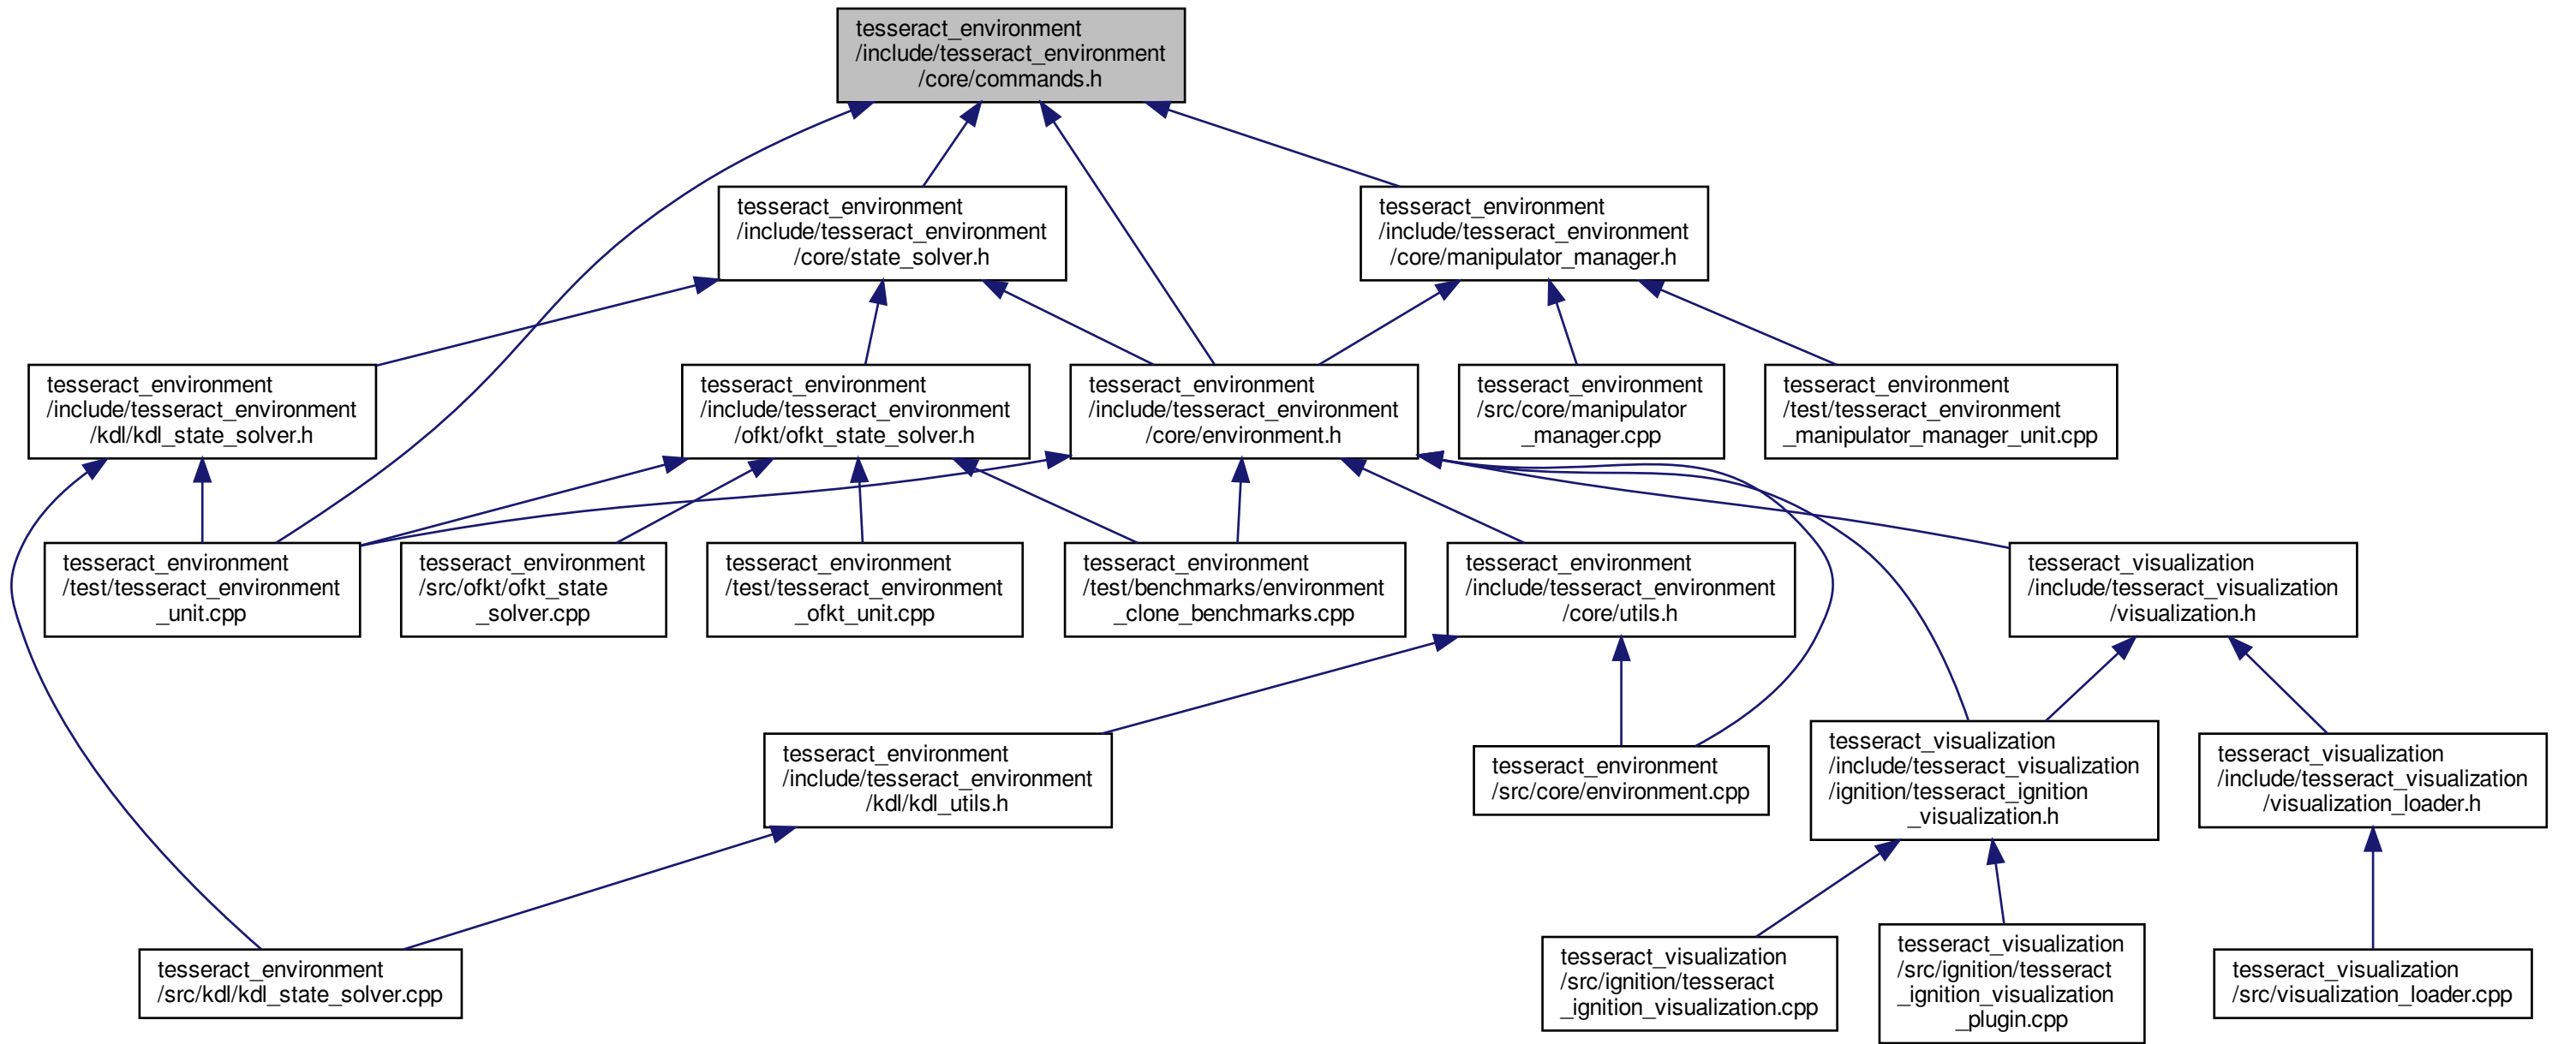 tesseract_environment
/include/tesseract_environment
/core/commands.h
tesseract_environment
/include/tesseract_environment
/core/state_solver.h
tesseract_environment
/include/tesseract_environment
/core/manipulator_manager.h
tesseract_environment
/include/tesseract_environment
/kdl/kdl_state_solver.h
tesseract_environment
/include/tesseract_environment
/ofkt/ofkt_state_solver.h
tesseract_environment
/include/tesseract_environment
/core/environment.h
tesseract_environment
/src/core/manipulator
_manager.cpp
tesseract_environment
/test/tesseract_environment
_manipulator_manager_unit.cpp
tesseract_environment
/test/tesseract_environment
_unit.cpp
tesseract_environment
/src/ofkt/ofkt_state
_solver.cpp
tesseract_environment
/test/tesseract_environment
_ofkt_unit.cpp
tesseract_environment
/test/benchmarks/environment
_clone_benchmarks.cpp
tesseract_environment
/include/tesseract_environment
/core/utils.h
tesseract_visualization
/include/tesseract_visualization
/visualization.h
tesseract_environment
/include/tesseract_environment
/kdl/kdl_utils.h
tesseract_environment
/src/core/environment.cpp
tesseract_visualization
/include/tesseract_visualization
/ignition/tesseract_ignition
_visualization.h
tesseract_visualization
/include/tesseract_visualization
/visualization_loader.h
tesseract_environment
/src/kdl/kdl_state_solver.cpp
tesseract_visualization
/src/ignition/tesseract
_ignition_visualization.cpp
tesseract_visualization
/src/ignition/tesseract
_ignition_visualization
_plugin.cpp
tesseract_visualization
/src/visualization_loader.cpp